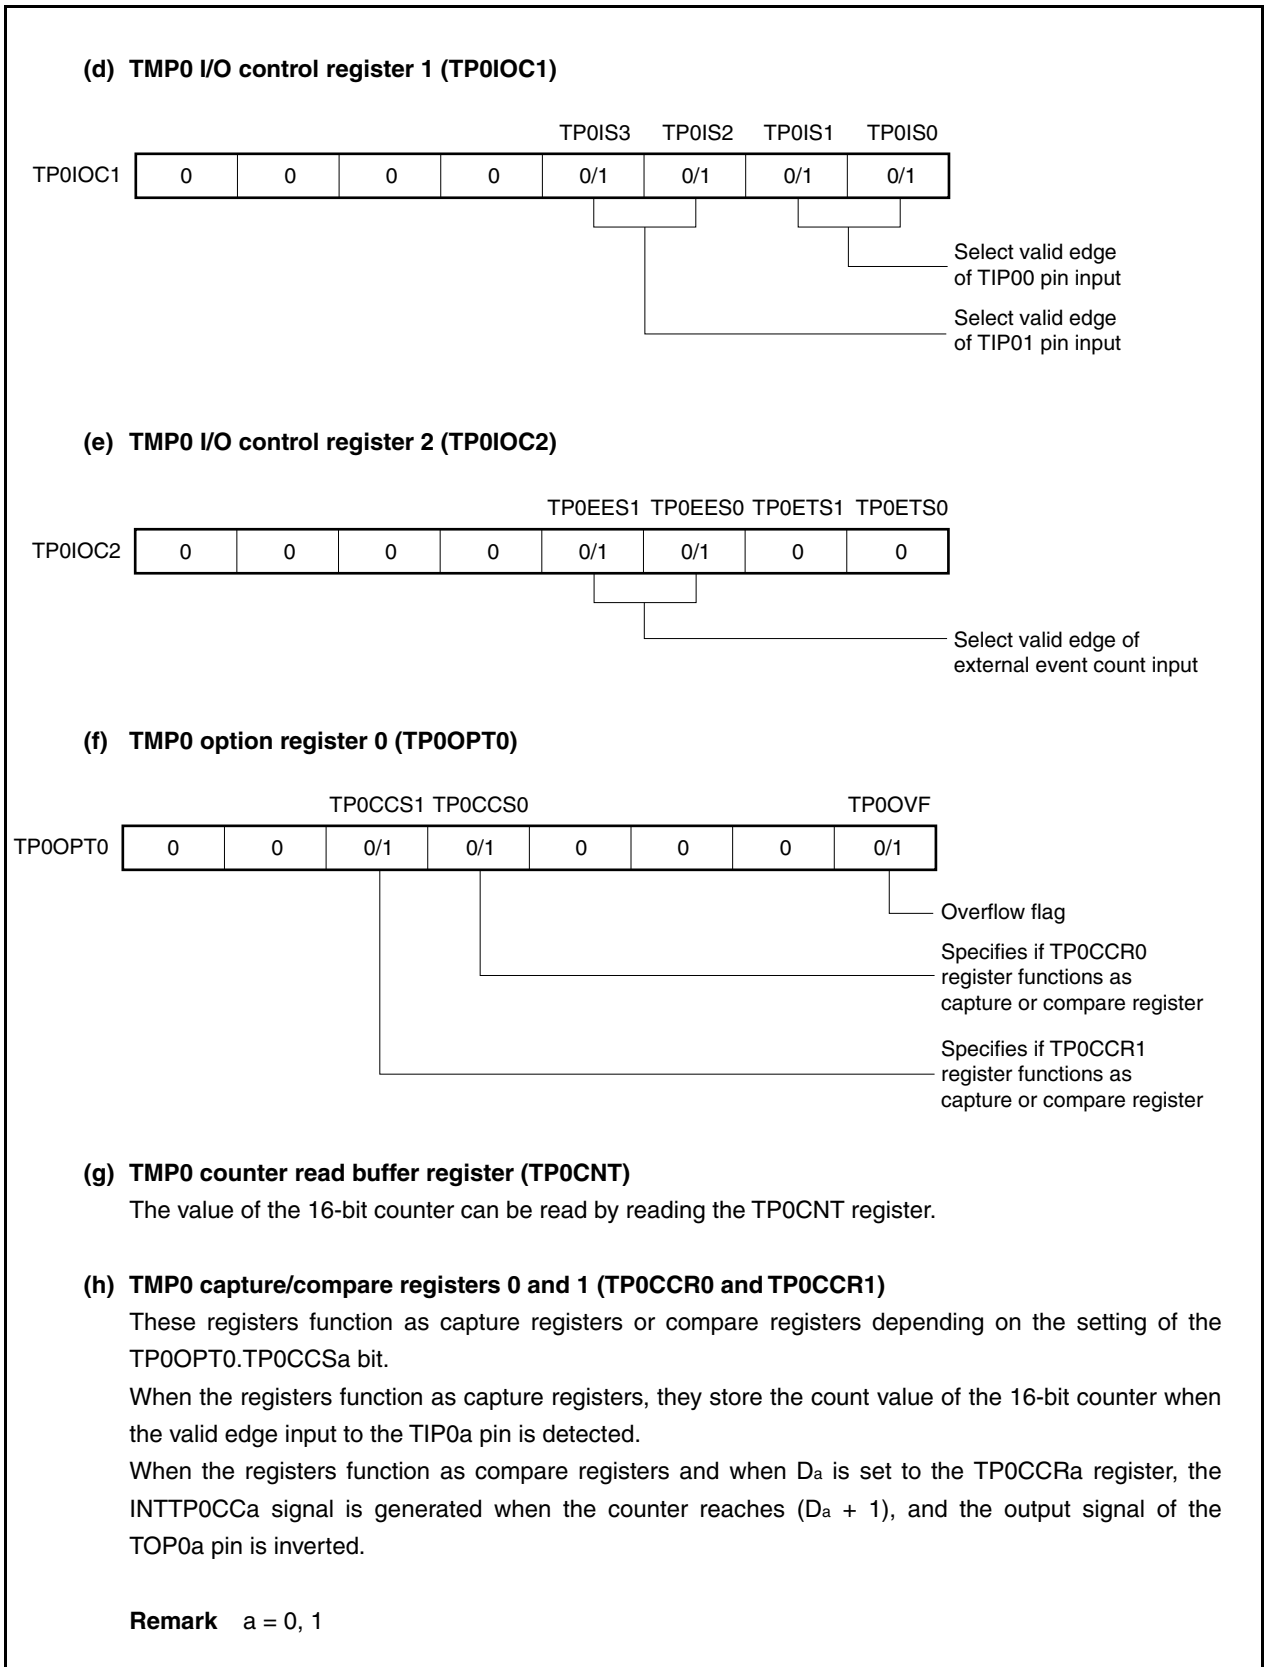 (d) TMP0 I/O control register 1 (TP0IOC1)
TP0IS3 TP0IS2 TP0IS1 TP0IS0
TP0IOC1 0 0 0 0 0/1 0/1 0/1 0/1
Select valid edge
of TIP00 pin input
Select valid edge
of TIP01 pin input
(e) TMP0 I/O control register 2 (TP0IOC2)
TP0EES1 TP0EES0 TP0ETS1 TP0ETS0
TP0IOC2 0 0 0 0 0/1 0/1 0 0
Select valid edge of
external event count input
(f) TMP0 option register 0 (TP0OPT0)
TP0CCS1 TP0CCS0 TP0OVF
TP0OPT0 0 0 0/1 0/1 0 0 0 0/1
Overflow flag
Specifies if TP0CCR0
register functions as
capture or compare register
Specifies if TP0CCR1
register functions as
capture or compare register
(g) TMP0 counter read buffer register (TP0CNT)
The value of the 16-bit counter can be read by reading the TP0CNT register.
(h) TMP0 capture/compare registers 0 and 1 (TP0CCR0 and TP0CCR1)
These registers function as capture registers or compare registers depending on the setting of the
TP0OPT0.TP0CCSa bit.
When the registers function as capture registers, they store the count value of the 16-bit counter when
the valid edge input to the TIP0a pin is detected.
When the registers function as compare registers and when Da is set to the TP0CCRa register, the
INTTP0CCa signal is generated when the counter reaches (Da + 1), and the output signal of the
TOP0a pin is inverted.
Remark a = 0, 1